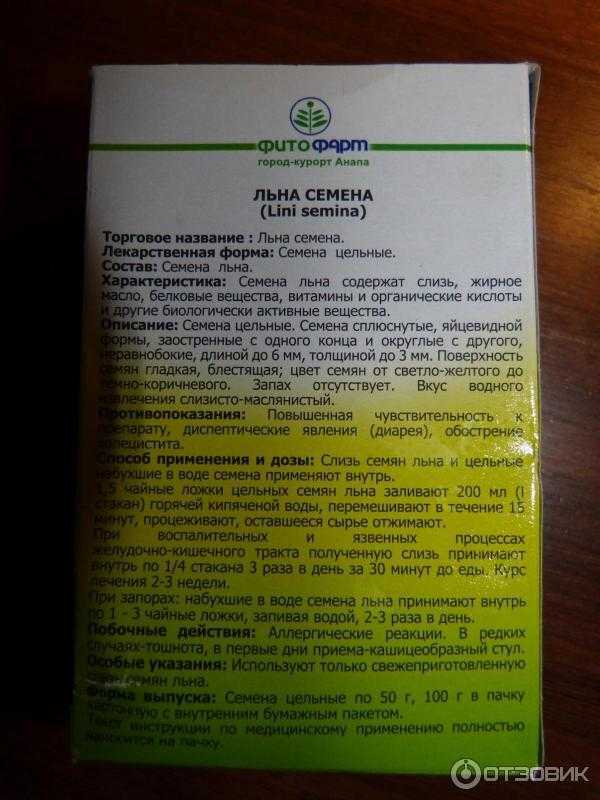 ФИТОФАРМ
город-курорт Анапа
ЛЬНА СЕМЕНА
(Lini semina)
Торговое название : Льна семена.
Лекарственная форма: Семена цельные.
Состав: Семена льна.
Характеристика: Семена льна содержат слизь, жирное
масло, белковые вещества, витамины и органические кислоты
и другие биологически активные вещества.
Описание: Семена цельные. Семена сплюснутые, яйцевидной
формы, заостренные с одного конца и округлые с другого,
неравнобокие, длиной до 6 мм, толщиной до 3 мм. Поверхность
семян гладкая, блестящая; цвет семян от светло-желтого до
темно-коричневого. Запах отсутствует. Вкус водного
извлечения слизисто-маслянистый.
Противопоказания: Повышенная чувствительность к
препарату, диспептические явления (диарея), обострение
холецистита.
Способ применения и дозы: Слизь семян льна и цельные
набухшие в воде семена применяют внутрь.
1,5 чайные ложки цельных семян льна заливают 200 мл (I
стакан) горячей кипяченой воды, перемешивают в течение 15
минут, процеживают, оставшееся сырье отжимают.
При воспалительных и язвенных процессах
желудочно-кишечного тракта полученную слизь принимают
внутрь по 1/4 стакана 3 раза в день за 30 минут до еды. Курс
лечения 2-3 недели.
При запорах: набухшие в воде семена льна принимают внутрь
по 1 - 3 чайные ложки, запивая водой, 2-3 раза в день.
Побочные действия: Аллергические реакции. В редких
случаях-тошнота, в первые дни приема-кашицеобразный стул.
Особые указания: Используют только свежеприготовленную
семян льна.
Форма выпуска: Семена цельные по 50 г, 100 г в пачку
картонную с внутренним бумажным пакетом.
Текст инструкции по медицинскому применению полностью
наносится на пачку.
ОТЗОВИК